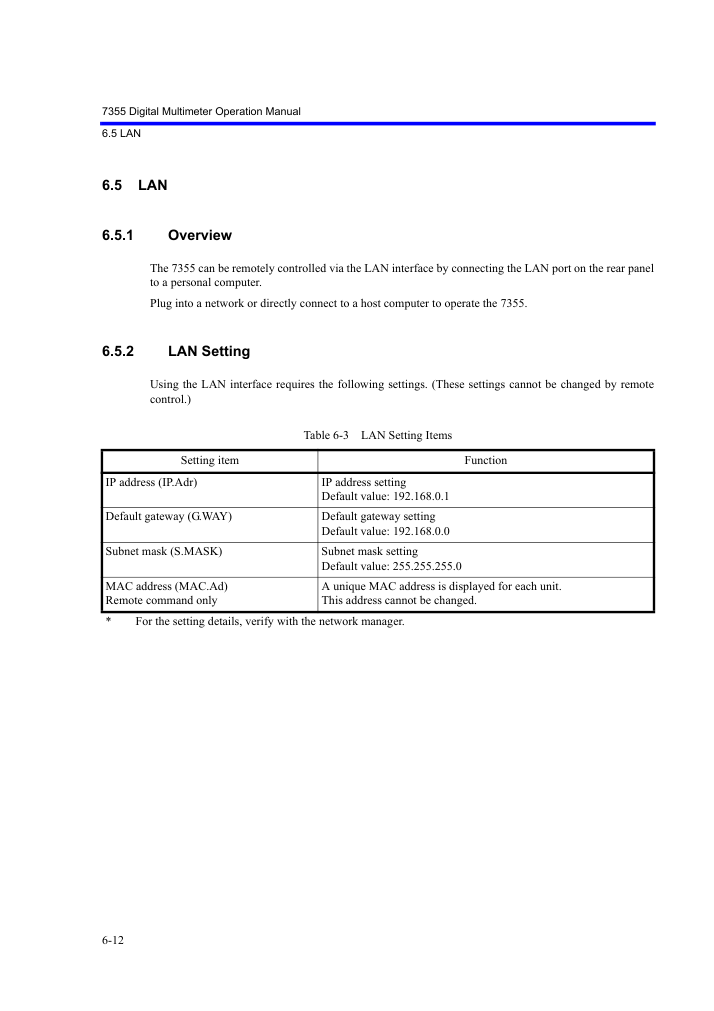 7355 Digital Multimeter Operation Manual
6.5 LAN
6.5 LAN
6.5.1 Overview
The 7355 can be remotely controlled via the LAN interface by connecting the LAN port on the rear panel
to a personal computer.
Plug into a network or directly connect to a host computer to operate the 7355.
6.5.2 LAN Setting
Using the LAN interface requires the following settings. (These settings cannot be changed by remote
control.)
Table 6-3 LAN Setting Items
Setting item Function
IP address (IP.Adr) IP address setting
Default value: 192.168.0.1
Default gateway (G.WAY) Default gateway setting
Default value: 192.168.0.0
Subnet mask (S.MASK) Subnet mask setting
Default value: 255.255.255.0
MAC address (MAC.Ad) A unique MAC address is displayed for each unit.
Remote command only This address cannot be changed.
* For the setting details, verify with the network manager.
6-12